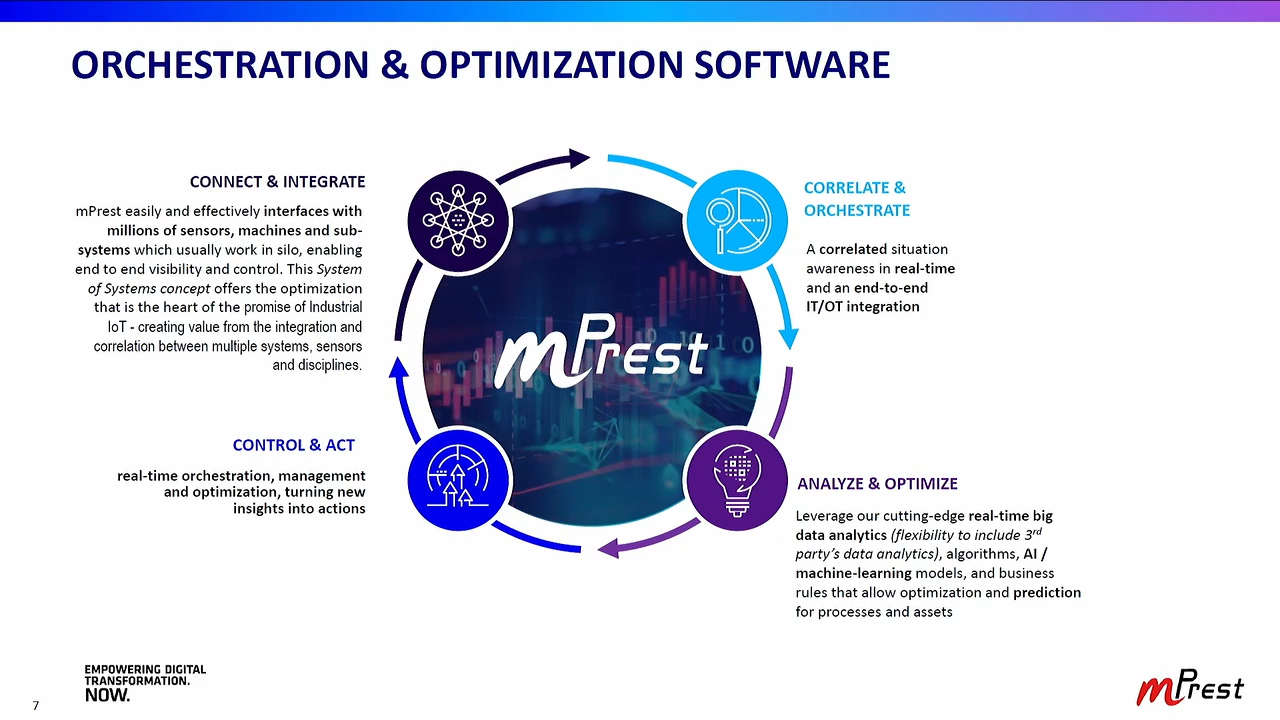 ORCHESTRATION & OPTIMIZATION SOFTWARE
CONNECT & INTEGRATE
mPrest easily and effectively interfaces with
millions of sensors, machines and sub-
systems which usually work in silo, enabling
end to end visibility and control. This System
of Systems concept offers the optimization
that is the heart of the promise of Industrial
IoT - creating value from the integration and
correlation between multiple systems, sensors
and disciplines.
CORRELATE &
ORCHESTRATE
A correlated situation
awareness in real-time
and an end-to-end
IT/OT integration
mPrest
CONTROL & ACT
real-time orchestration, management
and optimization, turning new
insights into actions
ANALYZE & OPTIMIZE
Leverage our cutting-edge real-time big
data analytics (flexibility to include 3rd
party's data analytics), algorithms, AI /
machine-learning models, and business
rules that allow optimization and prediction
for processes and assets
EMPOWERING DIGITAL
TRANSFORMATION.
NOW.
7
mPrest